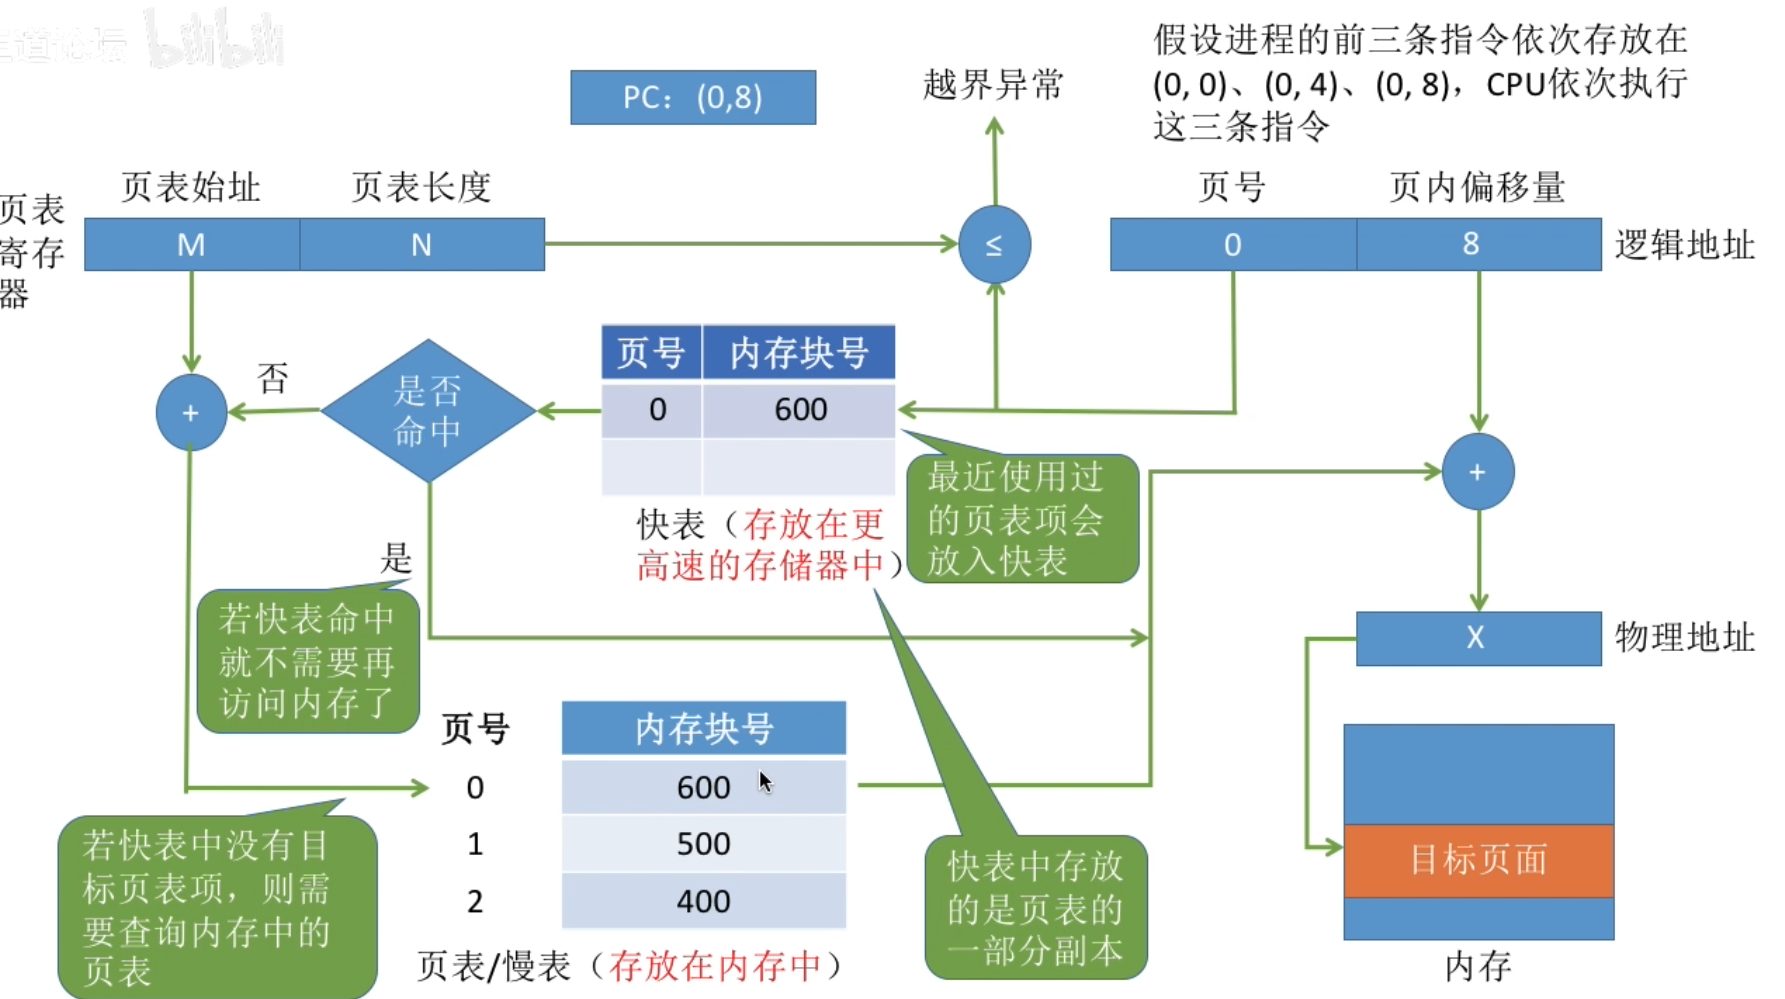 王道论坛 bilibili
假设进程的前三条指令依次存放在
(0, 0)、(0, 4)、(0, 8)，CPU依次执行
这三条指令
PC：(0,8)
越界异常
页表始址
页表长度
页号
页内偏移量
页表
寄存
器
M
N
≤
0
8
逻辑地址
页号
内存块号
0
600
是否
命中
否
+
+
最近使用过
的页表项会
放入快表
快表（存放在更
高速的存储器中）
是
若快表命中
就不需要再
访问内存了
X
物理地址
页号
内存块号
0
600
1
500
2
400
页表/慢表（存放在内存中）
若快表中没有目
标页表项，则需
要查询内存中的
页表
快表中存放
的是页表的
一部分副本
目标页面
内存